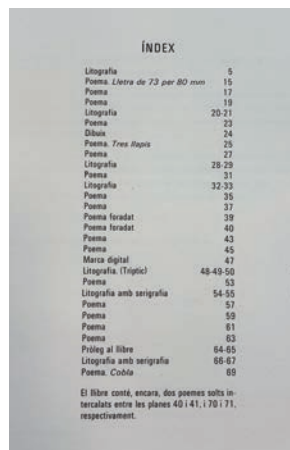 ÍNDEX
Litografia 5
Poema. Lletra de 73 per 80 mm 15
Poema 17
Poema 19
Litografia 20-21
Poema 23
Dibuix 24
Poema. Tres llapis 25
Poema 27
Litografia 28-29
Poema 31
Litografia 32-33
Poema 35
Poema 37
Poema foradat 39
Poema foradat 40
Poema 43
Poema 45
Marca digital 47
Litografia. (Tríptic) 48-49-50
Poema 53
Litografia amb serigrafia 54-55
Poema 57
Poema 59
Poema 61
Poema 63
Pròleg al llibre 64-65
Litografia amb serigrafia 66-67
Poema. Cobla 69
El llibre conté, encara, dos poemes solts in-
tercalats entre les planes 40 i 41, i 70 i 71,
respectivament.